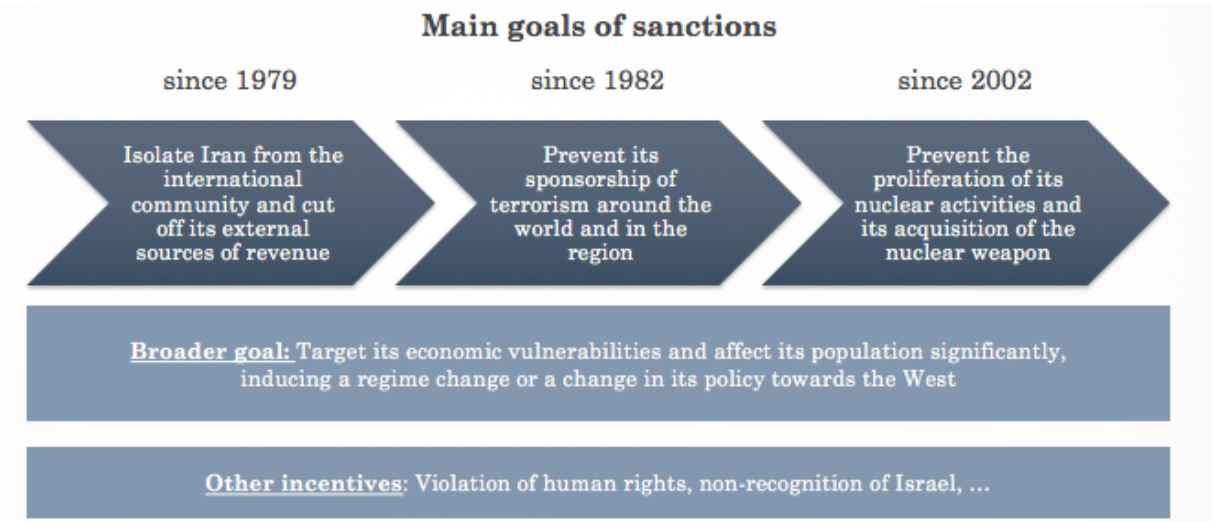 Main goals of sanctions
since 1979
Isolate Iran from the
international
community and cut
off its external
sources of revenue
since 1982
Prevent its
sponsorship of
terrorism around the
world and in the
region
since 2002
Prevent the
proliferation of its
nuclear activities and
its acquisition of the
nuclear weapon
Broader goal: Target its economic vulnerabilities and affect its population significantly,
inducing a regime change or a change in its policy towards the West
Other incentives: Violation of human rights, non-recognition of Israel, ...